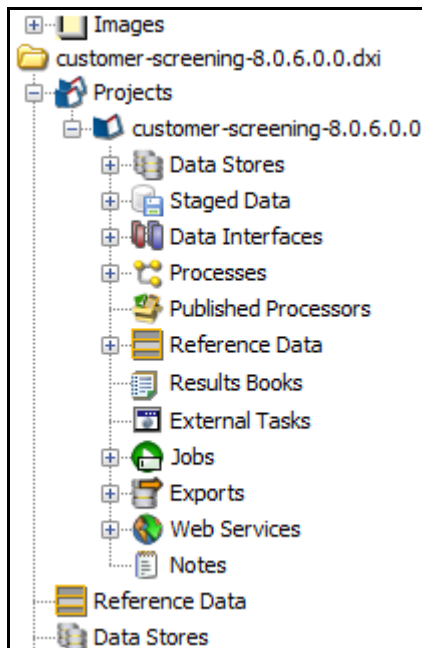 Images
customer-screening-8.0.6.0.0.dxi
Projects
customer-screening-8.0.6.0.0
Data Stores
Staged Data
Data Interfaces
Processes
Published Processors
Reference Data
Results Books
External Tasks
Jobs
Exports
Web Services
Notes
Reference Data
Data Stores